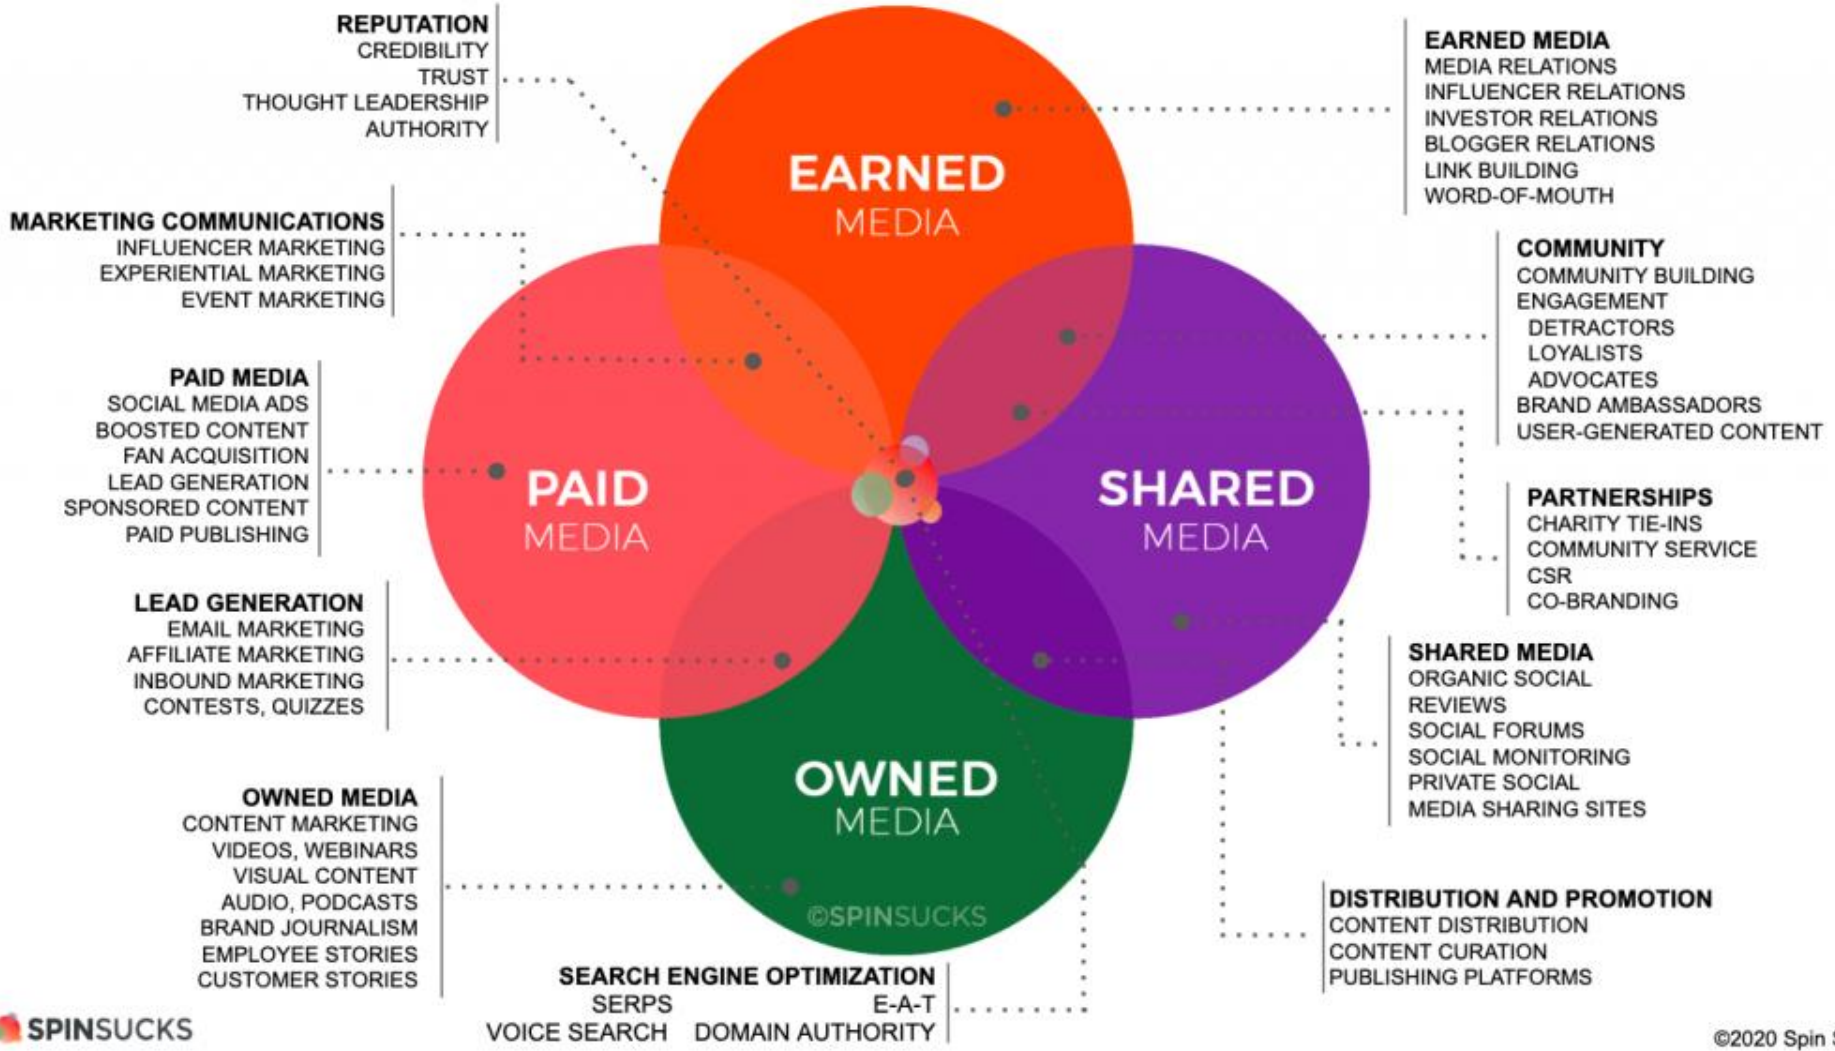 REPUTATION
CREDIBILITY
TRUST
THOUGHT LEADERSHIP
AUTHORITY
MARKETING COMMUNICATIONS
INFLUENCER MARKETING
EXPERIENTIAL MARKETING
EVENT MARKETING
PAID MEDIA
SOCIAL MEDIA ADS
BOOSTED CONTENT
FAN ACQUISITION
LEAD GENERATION
SPONSORED CONTENT
PAID PUBLISHING
LEAD GENERATION
EMAIL MARKETING
AFFILIATE MARKETING
INBOUND MARKETING
CONTESTS, QUIZZES
OWNED MEDIA
CONTENT MARKETING
VIDEOS, WEBINARS
VISUAL CONTENT
AUDIO, PODCASTS
BRAND JOURNALISM
EMPLOYEE STORIES
CUSTOMER STORIES
EARNED
MEDIA
PAID
MEDIA
SHARED
MEDIA
OWNED
MEDIA
©SPINSUCKS
SEARCH ENGINE OPTIMIZATION
SERPS E-A-T
VOICE SEARCH DOMAIN AUTHORITY
EARNED MEDIA
MEDIA RELATIONS
INFLUENCER RELATIONS
INVESTOR RELATIONS
BLOGGER RELATIONS
LINK BUILDING
WORD-OF-MOUTH
COMMUNITY
COMMUNITY BUILDING
ENGAGEMENT
DETRACTORS
LOYALISTS
ADVOCATES
BRAND AMBASSADORS
USER-GENERATED CONTENT
PARTNERSHIPS
CHARITY TIE-INS
COMMUNITY SERVICE
CSR
CO-BRANDING
SHARED MEDIA
ORGANIC SOCIAL
REVIEWS
SOCIAL FORUMS
SOCIAL MONITORING
PRIVATE SOCIAL
MEDIA SHARING SITES
DISTRIBUTION AND PROMOTION
CONTENT DISTRIBUTION
CONTENT CURATION
PUBLISHING PLATFORMS
SPINSUCKS
©2020 Spin